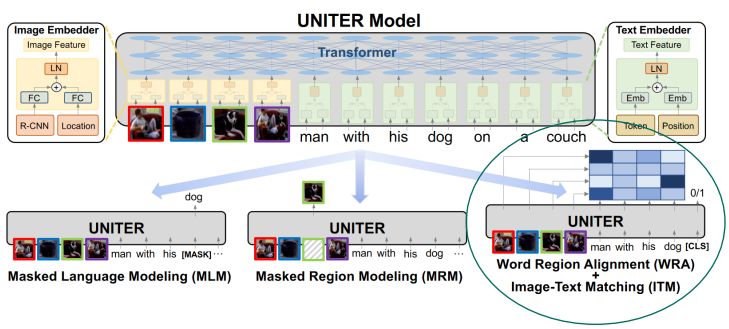 UNITER Model
Image Embedder
Image Feature
LN
FC
FC
R-CNN
Location
Transformer
man with his dog on a couch
Text Embedder
Text Feature
LN
Emb
Emb
Token
Position
dog
UNITER
man with his [MASK] ...
Masked Language Modeling (MLM)
UNITER
man with his dog ...
Masked Region Modeling (MRM)
0/1
UNITER
man with his dog [CLS]
Word Region Alignment (WRA)
+
Image-Text Matching (ITM)